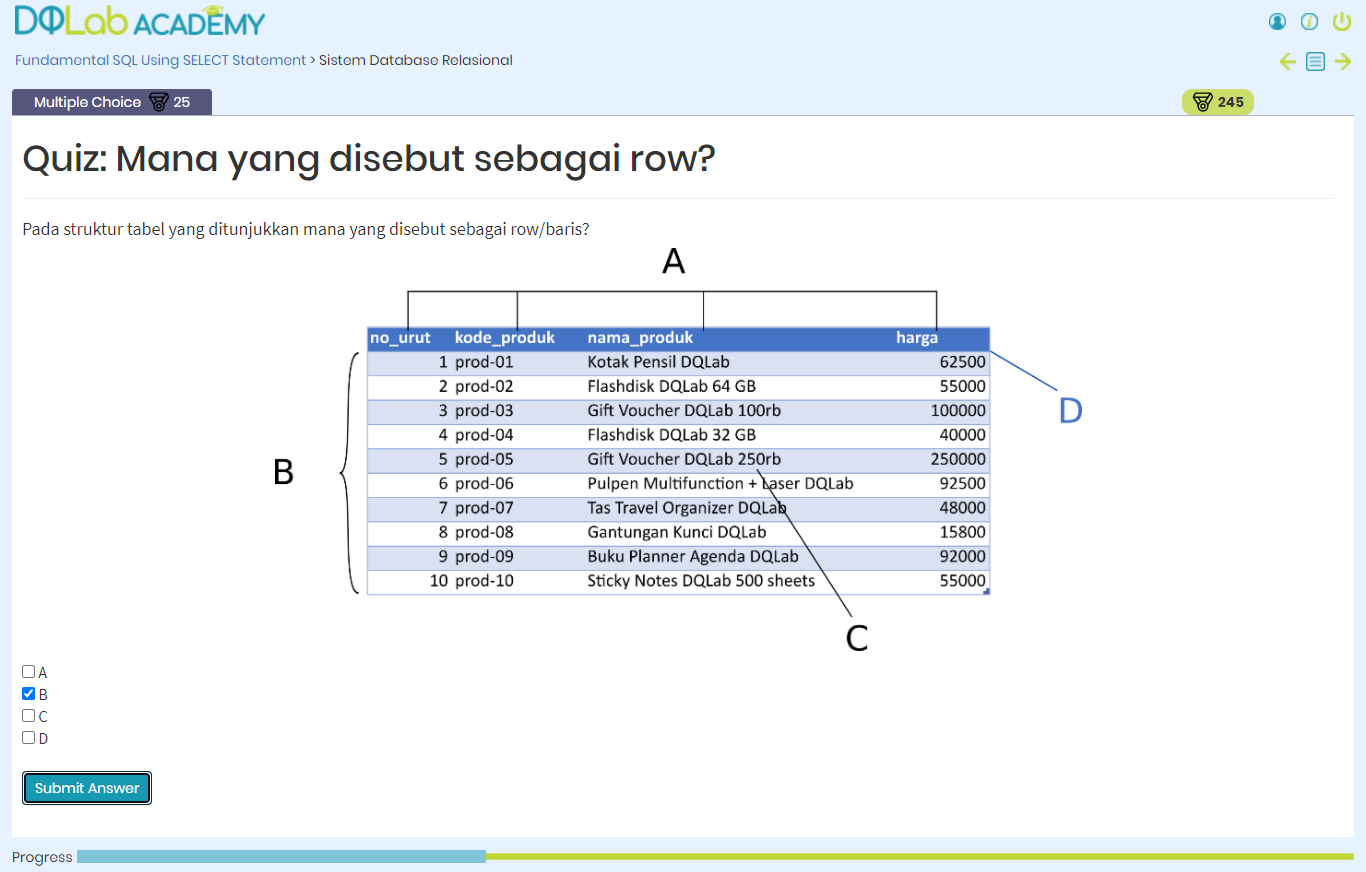 DQLab ACADEMY
Fundamental SQL Using SELECT Statement > Sistem Database Relasional
Multiple Choice 25
245
Quiz: Mana yang disebut sebagai row?
Pada struktur tabel yang ditunjukkan mana yang disebut sebagai row/baris?
A
no_urut kode_produk nama_produk harga
1 prod-01 Kotak Pensil DQLab 62500
2 prod-02 Flashdisk DQLab 64 GB 55000
3 prod-03 Gift Voucher DQLab 100rb 100000
D
4 prod-04 Flashdisk DQLab 32 GB 40000
5 prod-05 Gift Voucher DQLab 250rb 250000
B
6 prod-06 Pulpen Multifunction + Laser DQLab 92500
7 prod-07 Tas Travel Organizer DQLab 48000
8 prod-08 Gantungan Kunci DQLab 15800
9 prod-09 Buku Planner Agenda DQLab 92000
10 prod-10 Sticky Notes DQLab 500 sheets 55000
C
A
B
C
D
Submit Answer
Progress